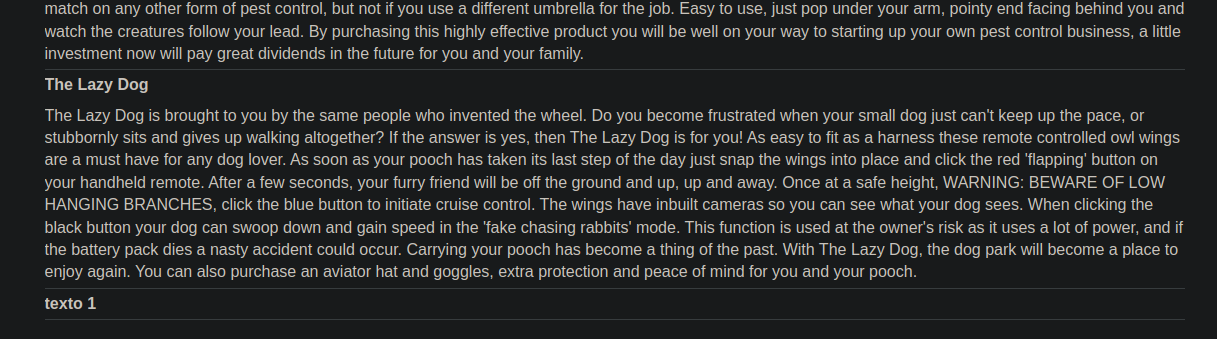 match on any other form of pest control, but not if you use a different umbrella for the job. Easy to use, just pop under your arm, pointy end facing behind you and
watch the creatures follow your lead. By purchasing this highly effective product you will be well on your way to starting up your own pest control business, a little
investment now will pay great dividends in the future for you and your family.
The Lazy Dog
The Lazy Dog is brought to you by the same people who invented the wheel. Do you become frustrated when your small dog just can't keep up the pace, or
stubbornly sits and gives up walking altogether? If the answer is yes, then The Lazy Dog is for you! As easy to fit as a harness these remote controlled owl wings
are a must have for any dog lover. As soon as your pooch has taken its last step of the day just snap the wings into place and click the red 'flapping' button on
your handheld remote. After a few seconds, your furry friend will be off the ground and up, up and away. Once at a safe height, WARNING: BEWARE OF LOW
HANGING BRANCHES, click the blue button to initiate cruise control. The wings have inbuilt cameras so you can see what your dog sees. When clicking the
black button your dog can swoop down and gain speed in the 'fake chasing rabbits' mode. This function is used at the owner's risk as it uses a lot of power, and if
the battery pack dies a nasty accident could occur. Carrying your pooch has become a thing of the past. With The Lazy Dog, the dog park will become a place to
enjoy again. You can also purchase an aviator hat and goggles, extra protection and peace of mind for you and your pooch.
texto 1